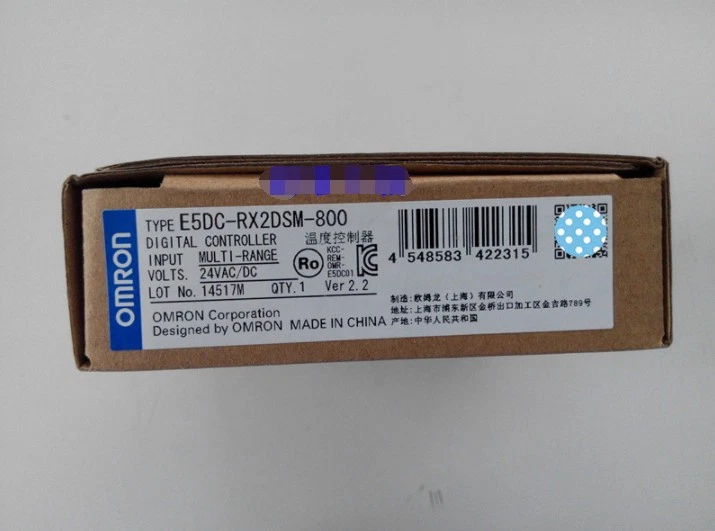 OMRON
TYPE E5DC-RX2DSM-800
DIGITAL CONTROLLER 温度控制器
INPUT MULTI-RANGE
VOLTS. 24VAC/DC
LOT No. 14517M QTY.1 Ver 2.2
Ro
KCC-
REM-
OMR-
E5DC01
4 548583 422315
OMRON Corporation
Designed by OMRON MADE IN CHINA
制造: 欧姆龙（上海）有限公司
地址: 上海市浦东新区金桥出口加工区金吉路789号
产地: 中华人民共和国